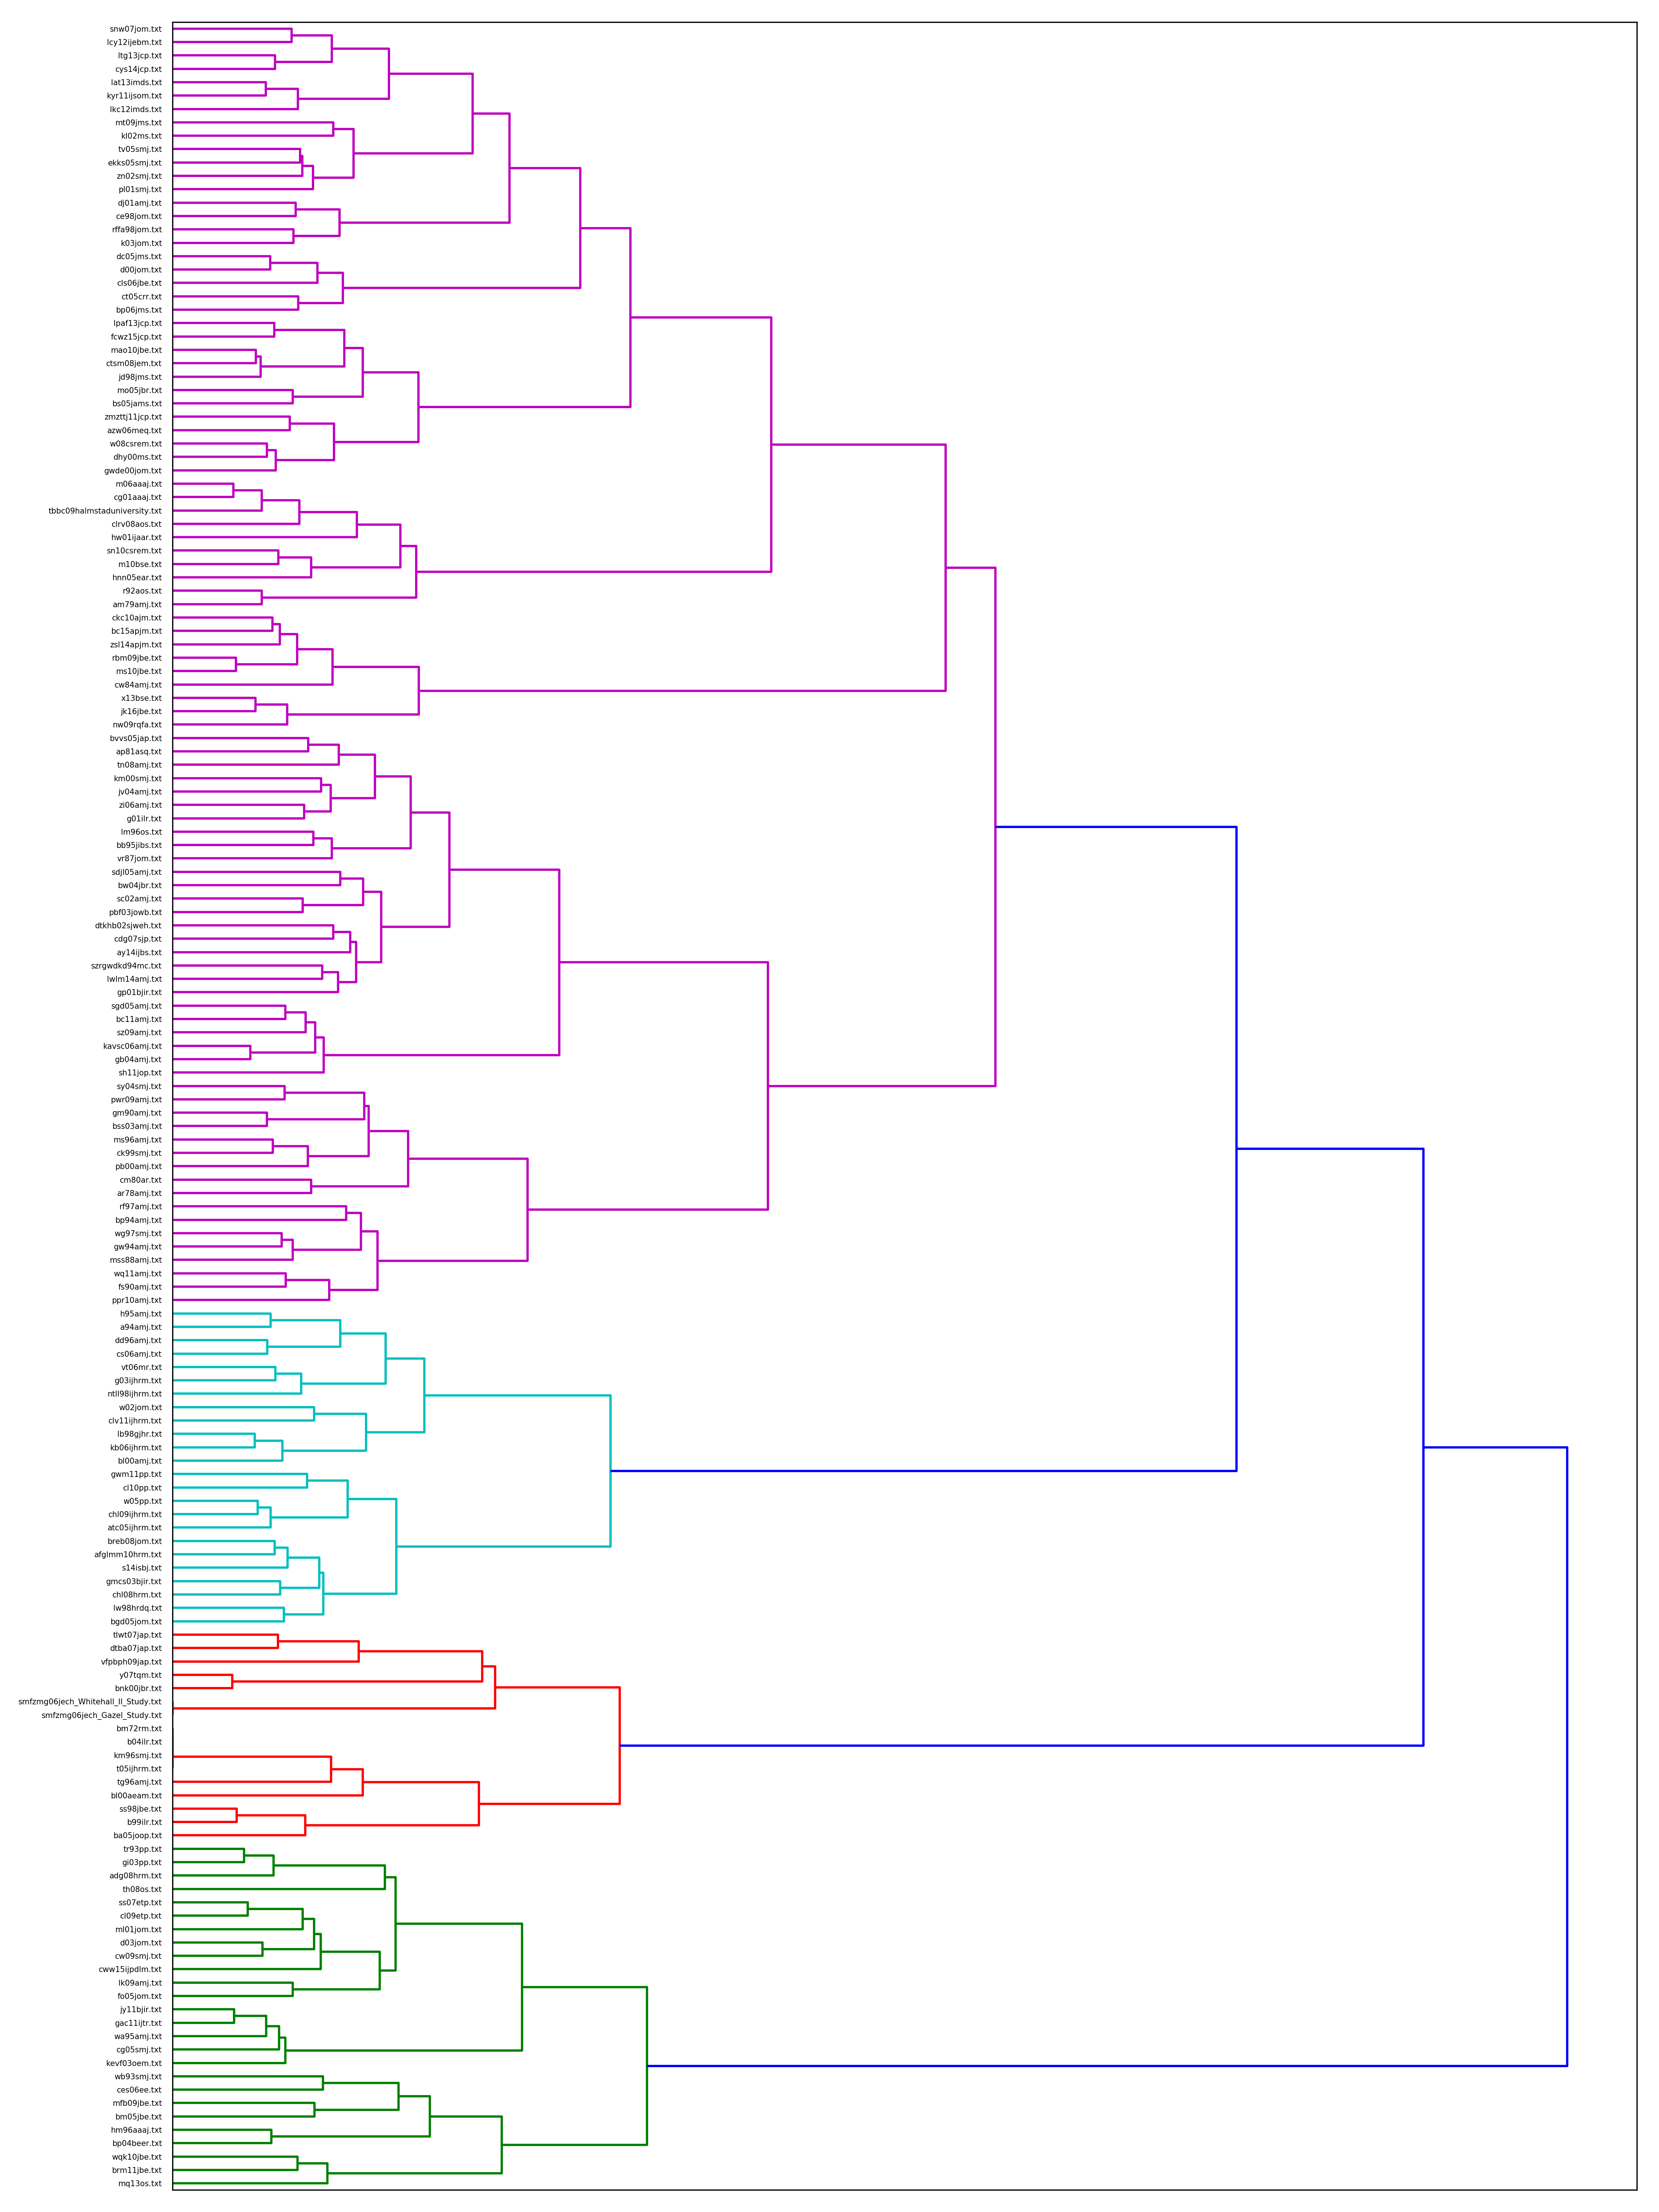 snw07jom.txt
lcy12ijebm.txt
ltg13jcp.txt
cys14jcp.txt
lat13imds.txt
kyr11ijsom.txt
lkc12imds.txt
mt09jms.txt
kl02ms.txt
tv05smj.txt
ekks05smj.txt
zn02smj.txt
pl01smj.txt
dj01amj.txt
ce98jom.txt
rffa98jom.txt
k03jom.txt
dc05jms.txt
d00jom.txt
cls06jbe.txt
ct05crr.txt
bp06jms.txt
lpaf13jcp.txt
fcwz15jcp.txt
mao10jbe.txt
ctsm08jem.txt
jd98jms.txt
mo05jbr.txt
bs05jams.txt
zmzttj11jcp.txt
azw06meq.txt
w08csrem.txt
dhy00ms.txt
gwde00jom.txt
m06aaaj.txt
cg01aaaj.txt
tbbc09halmstaduniversity.txt
clrv08aos.txt
hw01ijaar.txt
sn10csrem.txt
m10bse.txt
hnn05ear.txt
r92aos.txt
am79amj.txt
ckc10ajm.txt
bc15apjm.txt
zsl14apjm.txt
rbm09jbe.txt
ms10jbe.txt
cw84amj.txt
x13bse.txt
jk16jbe.txt
nw09rqfa.txt
bvvs05jap.txt
ap81asq.txt
tn08amj.txt
km00smj.txt
jv04amj.txt
zi06amj.txt
g01ilr.txt
lm96os.txt
bb95jibs.txt
vr87jom.txt
sdjl05amj.txt
bw04jbr.txt
sc02amj.txt
pbf03jowb.txt
dtkhb02sjweh.txt
cdg07sjp.txt
ay14ijbs.txt
szrgwdkd94mc.txt
lwlm14amj.txt
gp01bjir.txt
sgd05amj.txt
bc11amj.txt
sz09amj.txt
kavsc06amj.txt
gb04amj.txt
sh11jop.txt
sy04smj.txt
pwr09amj.txt
gm90amj.txt
bss03amj.txt
ms96amj.txt
ck99smj.txt
pb00amj.txt
cm80ar.txt
ar78amj.txt
rf97amj.txt
bp94amj.txt
wg97smj.txt
gw94amj.txt
mss88amj.txt
wq11amj.txt
fs90amj.txt
ppr10amj.txt
h95amj.txt
a94amj.txt
dd96amj.txt
cs06amj.txt
vt06mr.txt
g03ijhrm.txt
ntll98ijhrm.txt
w02jom.txt
clv11ijhrm.txt
lb98gjhr.txt
kb06ijhrm.txt
bl00amj.txt
gwm11pp.txt
cl10pp.txt
w05pp.txt
chl09ijhrm.txt
atc05ijhrm.txt
breb08jom.txt
afglmm10hrm.txt
s14isbj.txt
gmcs03bjir.txt
chl08hrm.txt
lw98hrdq.txt
bgd05jom.txt
tlwt07jap.txt
dtba07jap.txt
vfpbph09jap.txt
y07tqm.txt
bnk00jbr.txt
smfzmg06jech_Whitehall_II_Study.txt
smfzmg06jech_Gazel_Study.txt
bm72rm.txt
b04ilr.txt
km96smj.txt
t05ijhrm.txt
tg96amj.txt
bl00aeam.txt
ss98jbe.txt
b99ilr.txt
ba05joop.txt
tr93pp.txt
gi03pp.txt
adg08hrm.txt
th08os.txt
ss07etp.txt
cl09etp.txt
ml01jom.txt
d03jom.txt
cw09smj.txt
cww15ijpdlm.txt
lk09amj.txt
fo05jom.txt
jy11bjir.txt
gac11ijtr.txt
wa95amj.txt
cg05smj.txt
kevf03oem.txt
wb93smj.txt
ces06ee.txt
mfb09jbe.txt
bm05jbe.txt
hm96aaaj.txt
bp04beer.txt
wqk10jbe.txt
brm11jbe.txt
mq13os.txt